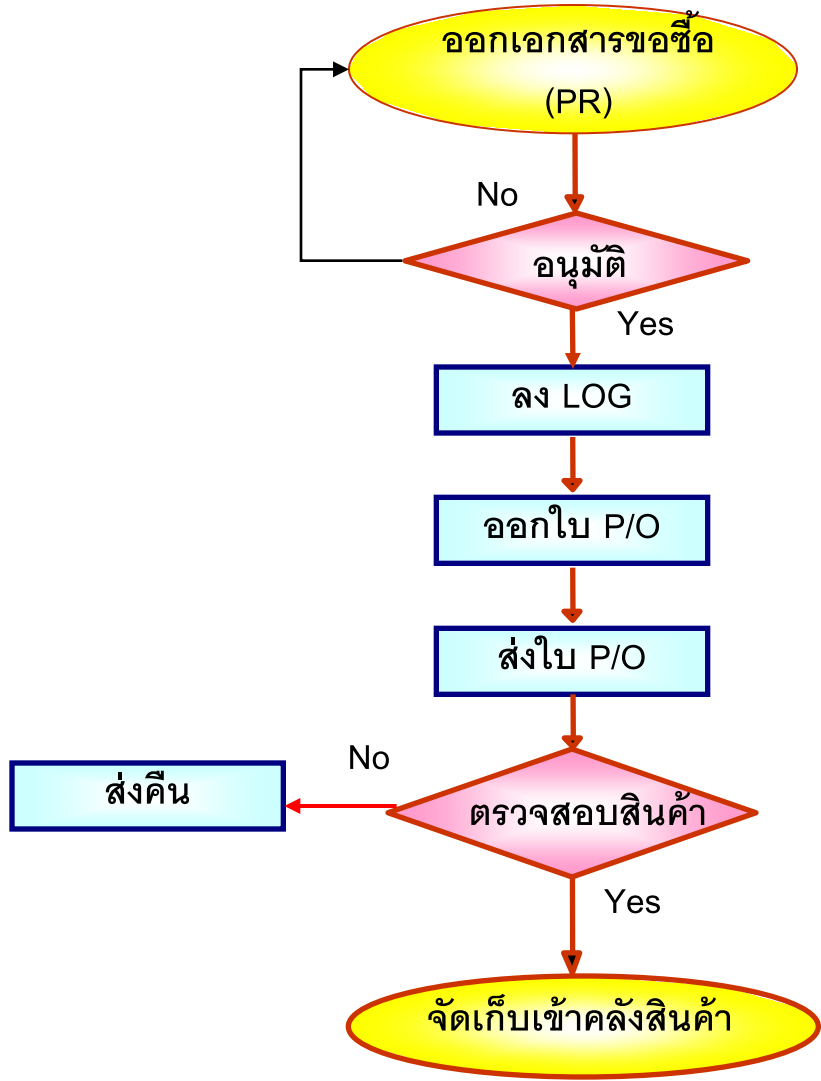 ออกเอกสารขอซื้อ
(PR)
No
อนุมัติ
Yes
ลง LOG
ออกใบ P/O
ส่งใบ P/O
No
ส่งคืน
ตรวจสอบสินค้า
Yes
จัดเก็บเข้าคลังสินค้า